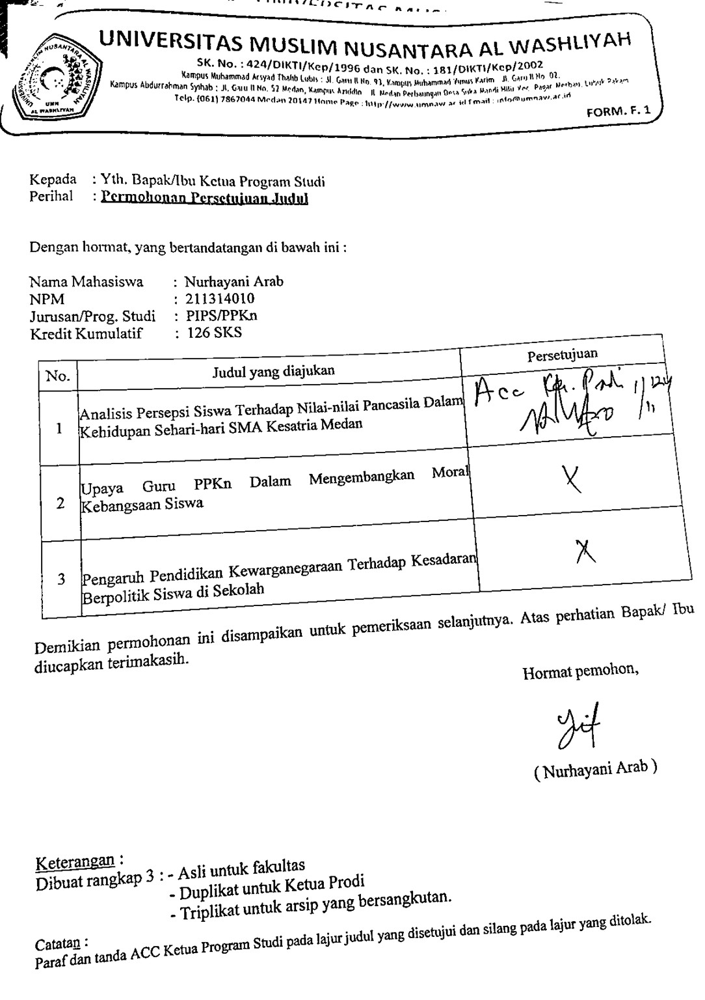 UNIVERSITAS MUSLIM NUSANTARA AL WASHLIYAH
SK. No. : 424/DIKTI/Kep/1996 dan SK. No. : 181/DIKTI/Kep/2002
Kampus Muhammad Arsyad Thahb Lubis : Jl. Garu II No. 93, Kampus Muhammad Yunus Karim Jl. Garu II No. 02.
Kampus Abdurrahman Syihab : Jl. Garu II No. 52 Medan, Kampus Aziddin Jl. Medan Perbaungan Desa Suka Mandi Hilir Kec. Pagar Merbau, Lubuk Pakam
Telp. (061) 7867044 Medan 20147 Home Page : http://www.umnaw.ac.id Email : info@umnaw.ac.id
UMN
AL WASHLIYAH
FORM. F. 1
Kepada : Yth. Bapak/Ibu Ketua Program Studi
Perihal : Permohonan Persetujuan Judul
Dengan hormat, yang bertandatangan di bawah ini :
Nama Mahasiswa : Nurhayani Arab
NPM : 211314010
Jurusan/Prog. Studi : PIPS/PPKn
Kredit Kumulatif : 126 SKS
No. Judul yang diajukan Persetujuan
1 Analisis Persepsi Siswa Terhadap Nilai-nilai Pancasila Dalam
Kehidupan Sehari-hari SMA Kesatria Medan
Acc Ka. Prodi
2 Upaya Guru PPKn Dalam Mengembangkan Moral
Kebangsaan Siswa
X
3 Pengaruh Pendidikan Kewarganegaraan Terhadap Kesadaran
Berpolitik Siswa di Sekolah
X
Demikian permohonan ini disampaikan untuk pemeriksaan selanjutnya. Atas perhatian Bapak/ Ibu
diucapkan terimakasih.
Hormat pemohon,
( Nurhayani Arab )
Keterangan :
Dibuat rangkap 3 : - Asli untuk fakultas
- Duplikat untuk Ketua Prodi
- Triplikat untuk arsip yang bersangkutan.
Catatan :
Paraf dan tanda ACC Ketua Program Studi pada lajur judul yang disetujui dan silang pada lajur yang ditolak.